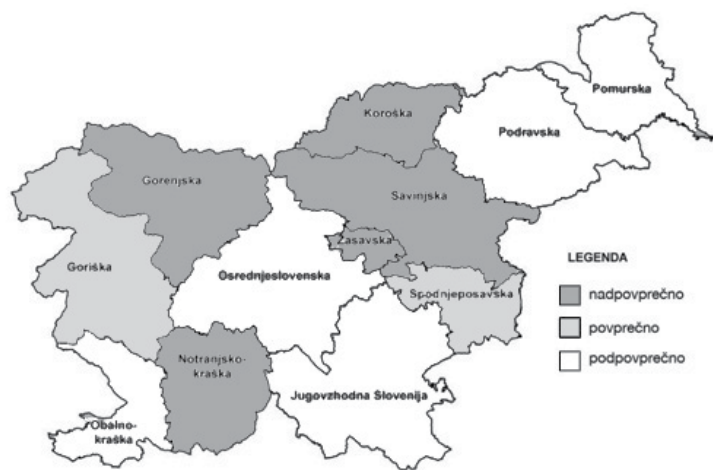 Pomurska
Koroška
Podravska
Gorenjska
Savinjska
Zasavska
Goriška
Osrednjeslovenska
Spodnjeposavska
Notranjsko-
kraška
Jugovzhodna Slovenija
Obalno-
kraška
LEGENDA
nadpovprečno
povprečno
podpovprečno